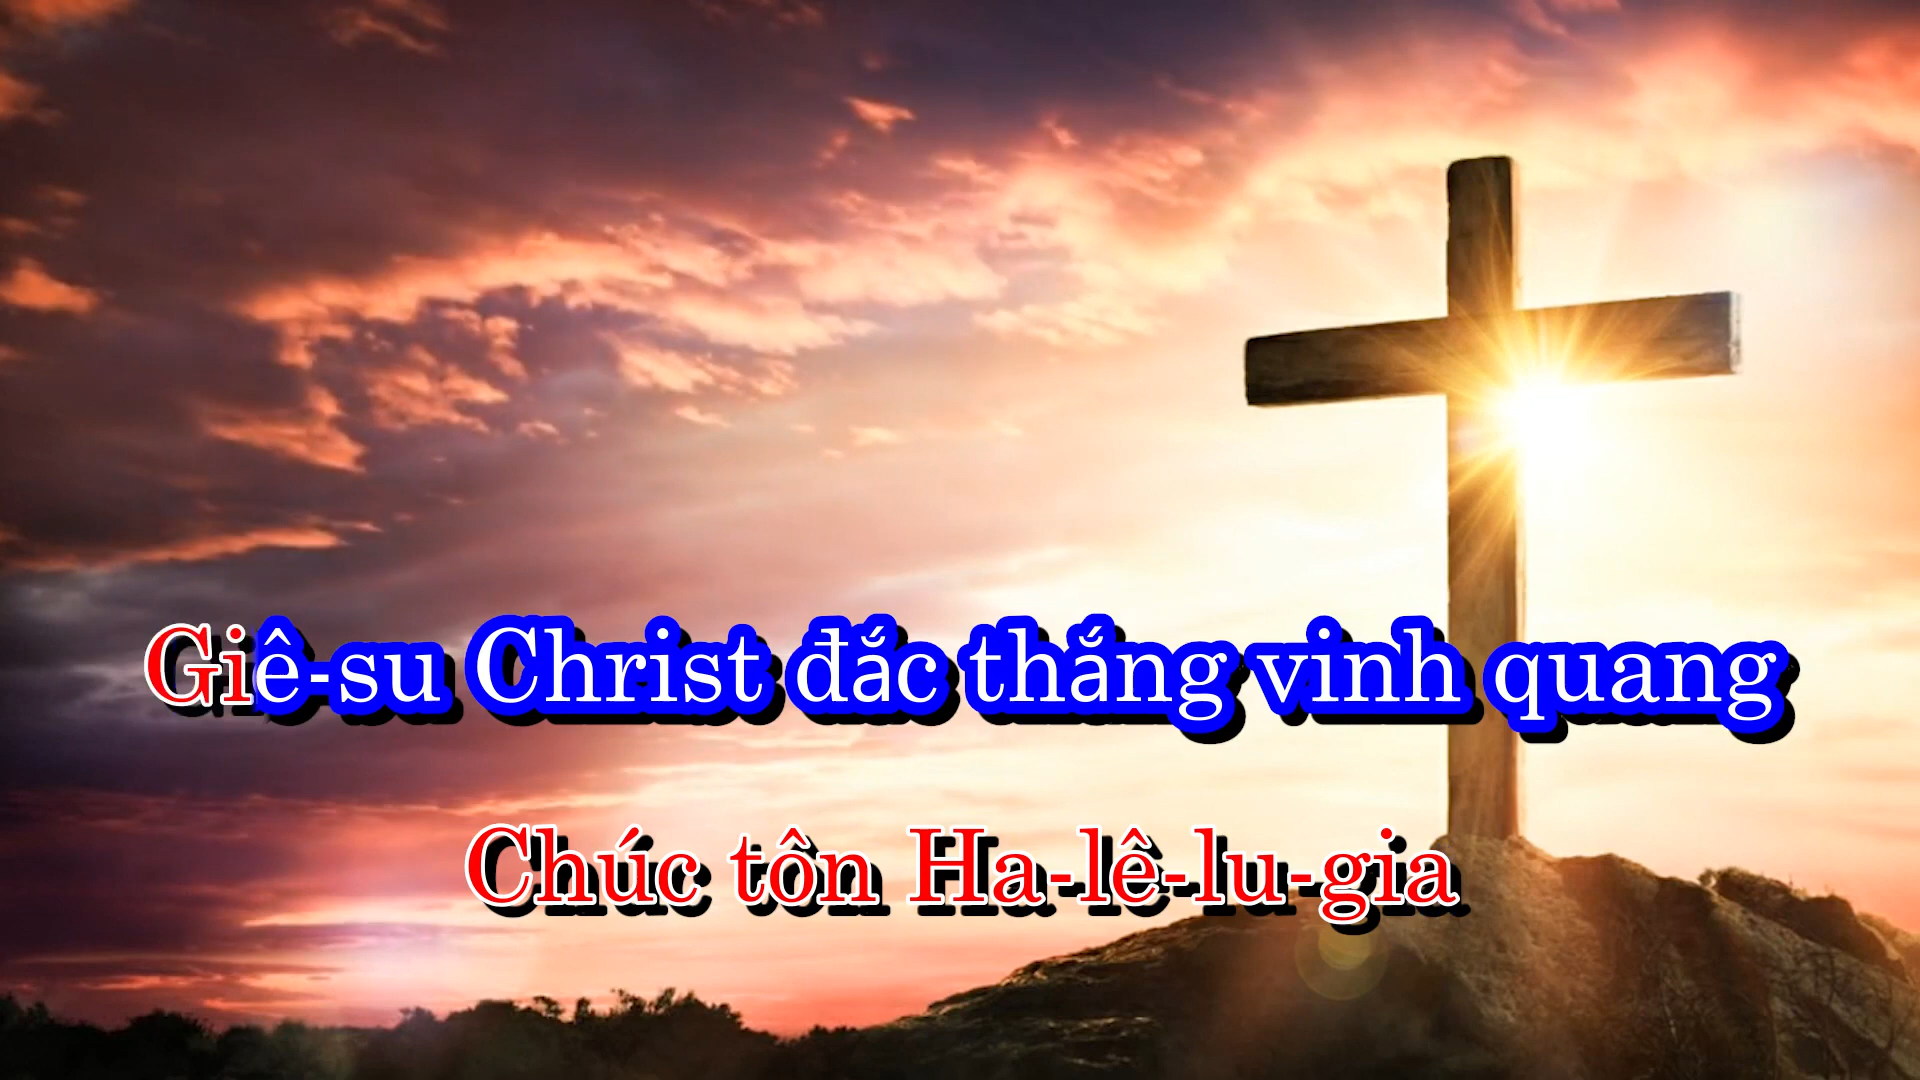 Giê-su Christ đắc thắng vinh quang
Chúc tôn Ha-lê-lu-gia